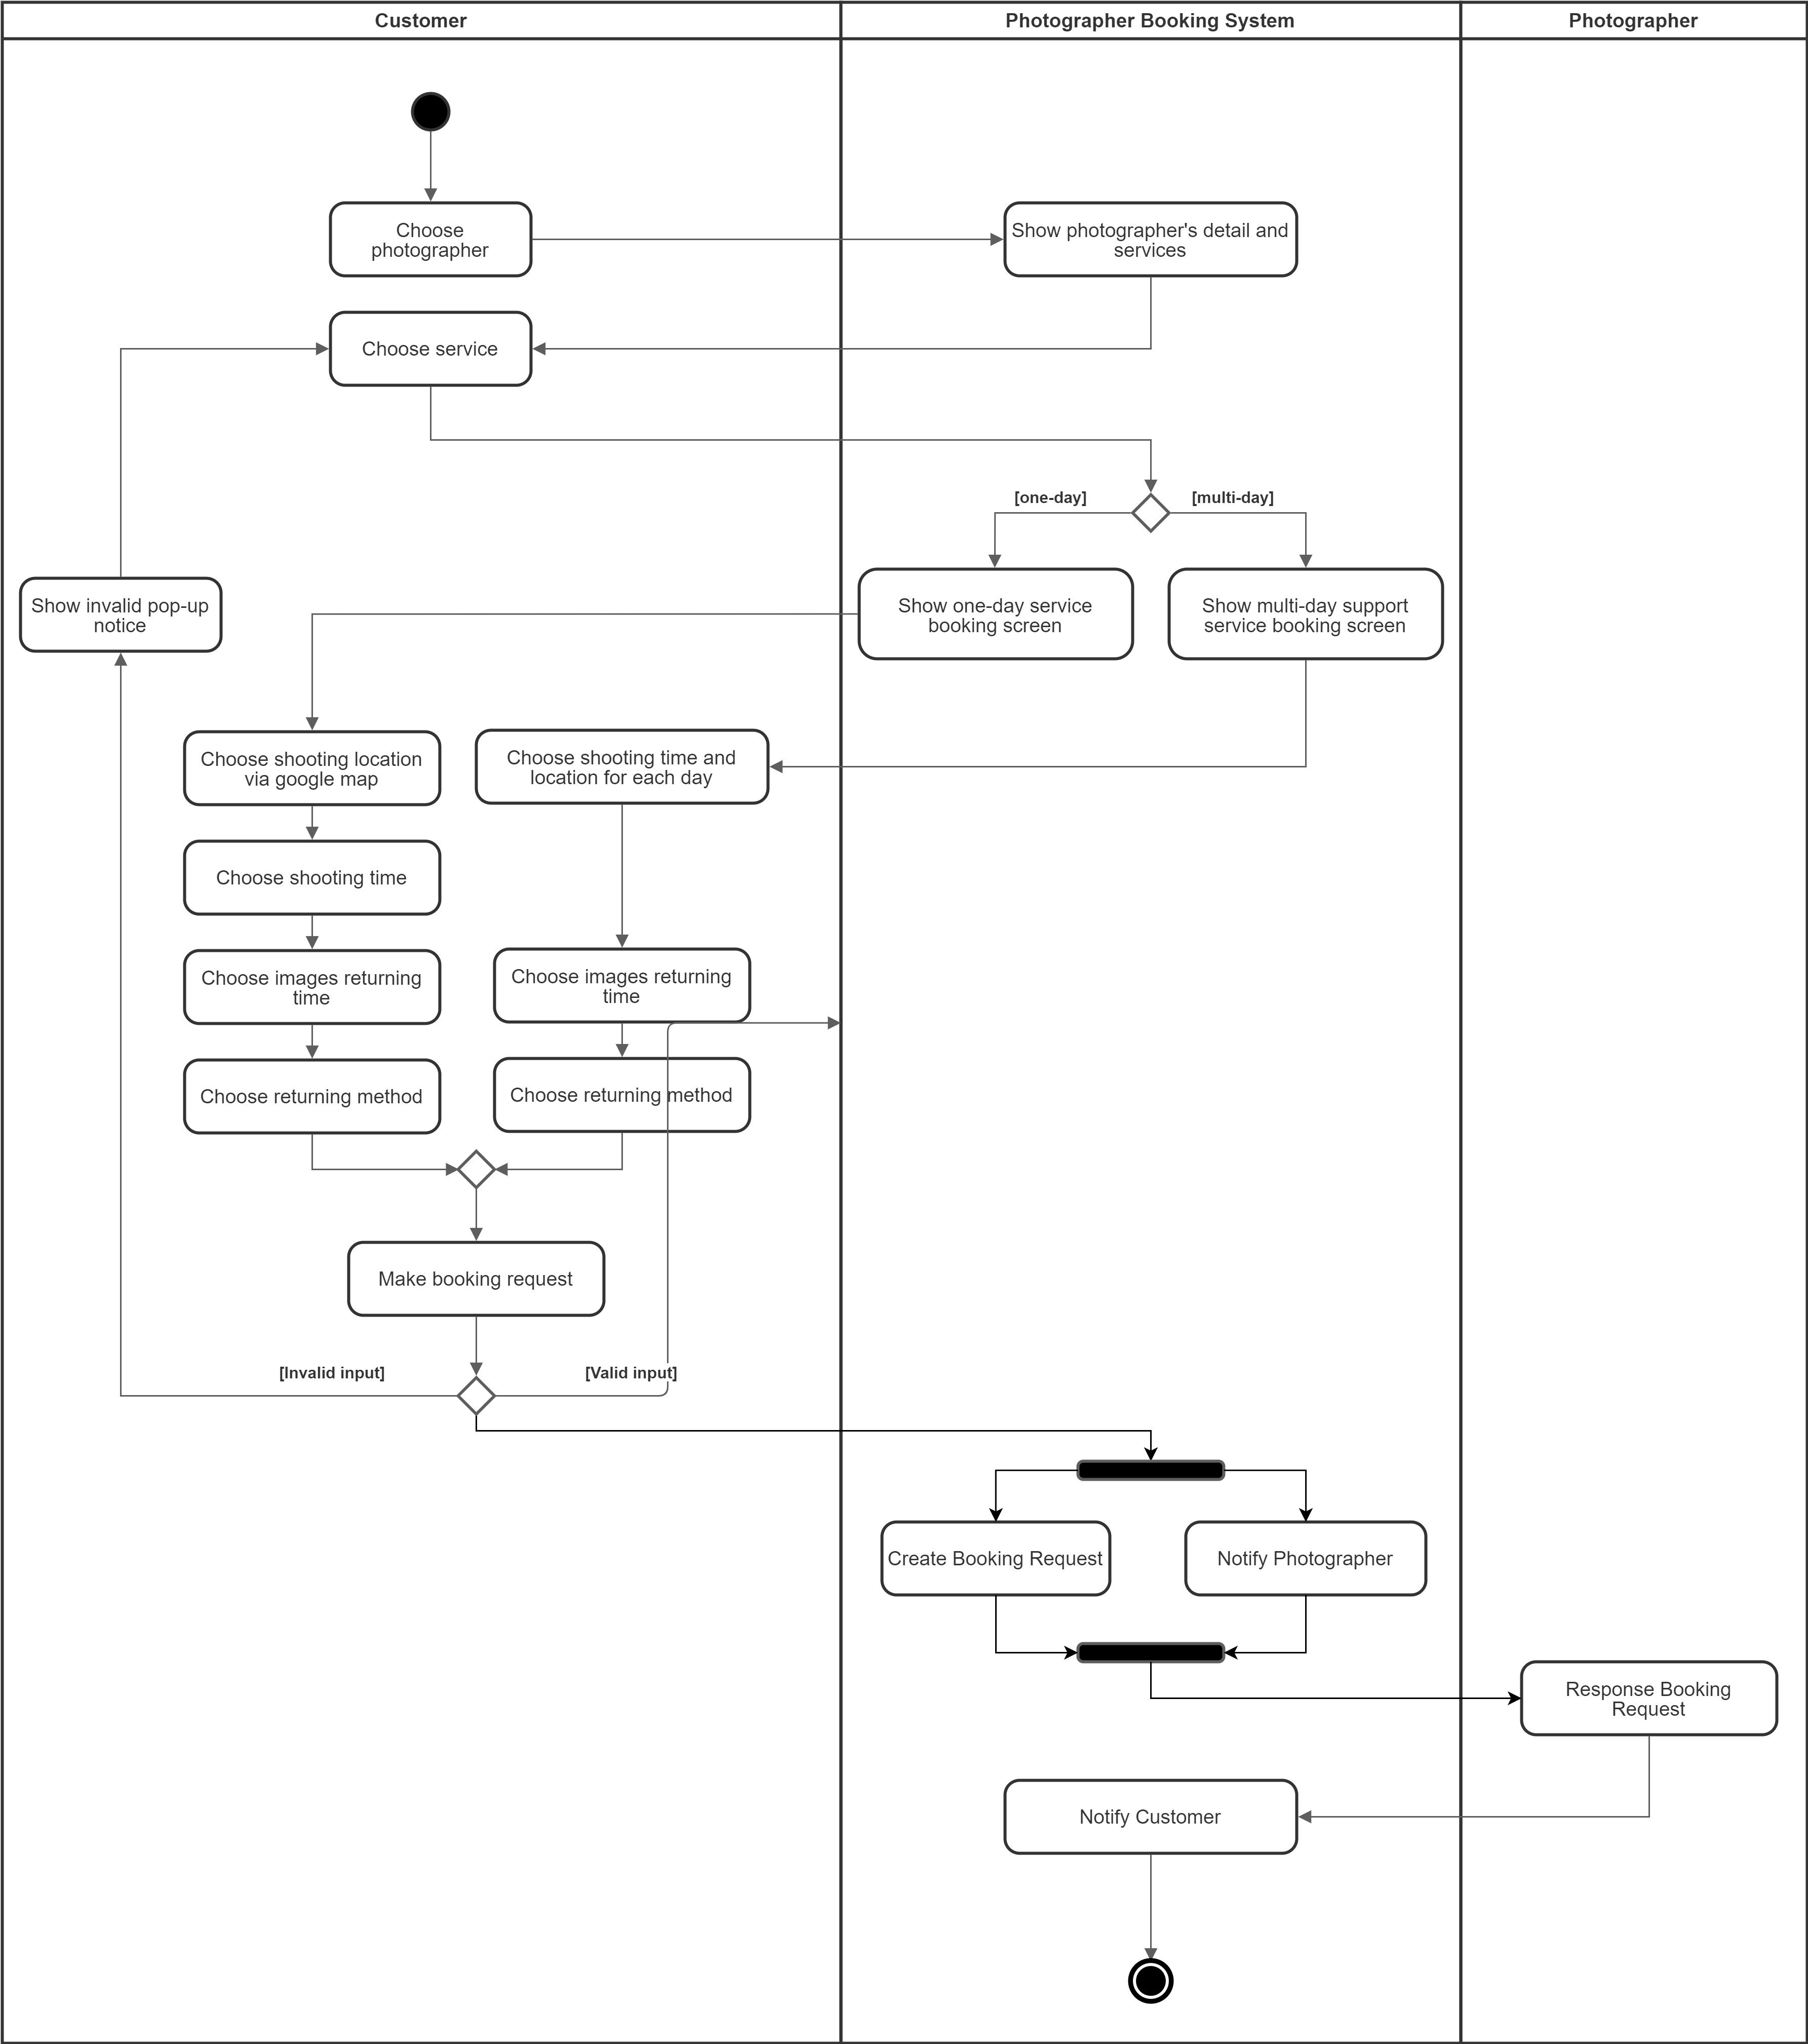 Customer
Photographer Booking System
Photographer
Choose
photographer
Show photographer's detail and
services
Choose service
[one-day]
[multi-day]
Show invalid pop-up
notice
Show one-day service
booking screen
Show multi-day support
service booking screen
Choose shooting location
via google map
Choose shooting time and
location for each day
Choose shooting time
Choose images returning
time
Choose images returning
time
Choose returning method
Choose returning method
Make booking request
[Invalid input]
[Valid input]
Create Booking Request
Notify Photographer
Response Booking
Request
Notify Customer